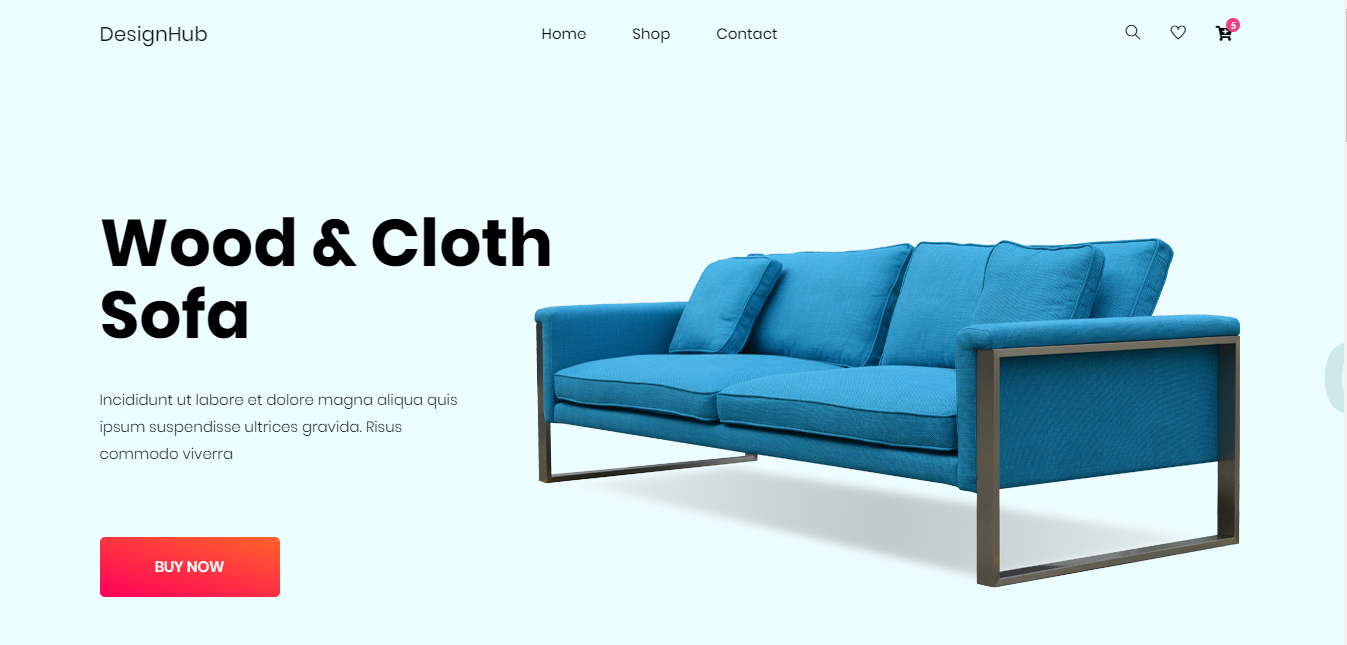 DesignHub
Home Shop Contact
5
Wood & Cloth
Sofa
Incididunt ut labore et dolore magna aliqua quis
ipsum suspendisse ultrices gravida. Risus
commodo viverra
BUY NOW